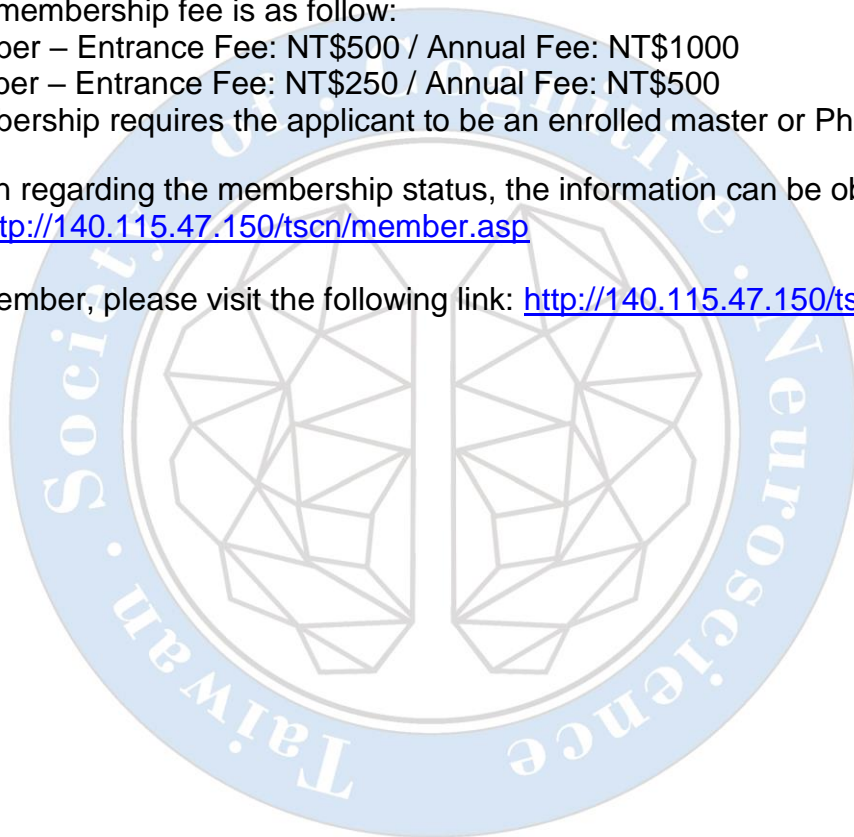 membership fee is as follow:
ber – Entrance Fee: NT$500 / Annual Fee: NT$1000
ber – Entrance Fee: NT$250 / Annual Fee: NT$500
bership requires the applicant to be an enrolled master or Ph
n regarding the membership status, the information can be ob
tp://140.115.47.150/tscn/member.asp
ember, please visit the following link: http://140.115.47.150/ts
Taiwan · Society of · Cognitive · Neuroscience